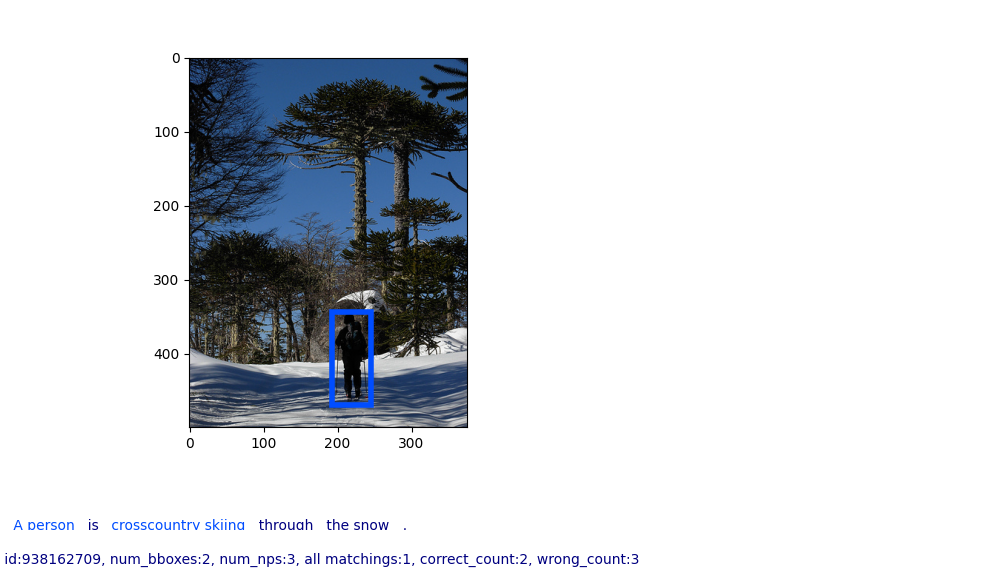 0
100
200
300
400
0 100 200 300
A person is crosscountry skiing through the snow .
id:938162709, num_bboxes:2, num_nps:3, all matchings:1, correct_count:2, wrong_count:3